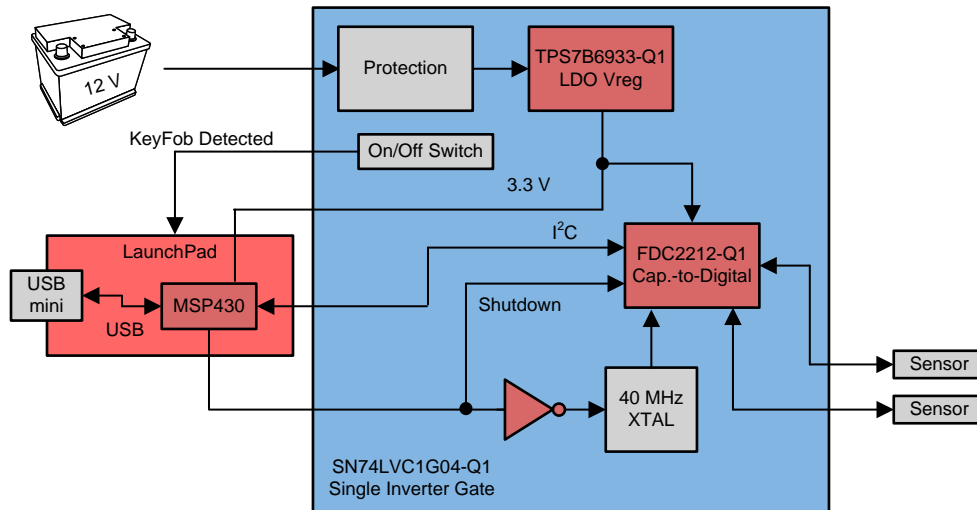 12 V
Protection
TPS7B6933-Q1
LDO Vreg
KeyFob Detected
On/Off Switch
3.3 V
I²C
LaunchPad
USB
mini
USB
MSP430
FDC2212-Q1
Cap.-to-Digital
Shutdown
40 MHz
XTAL
Sensor
Sensor
SN74LVC1G04-Q1
Single Inverter Gate